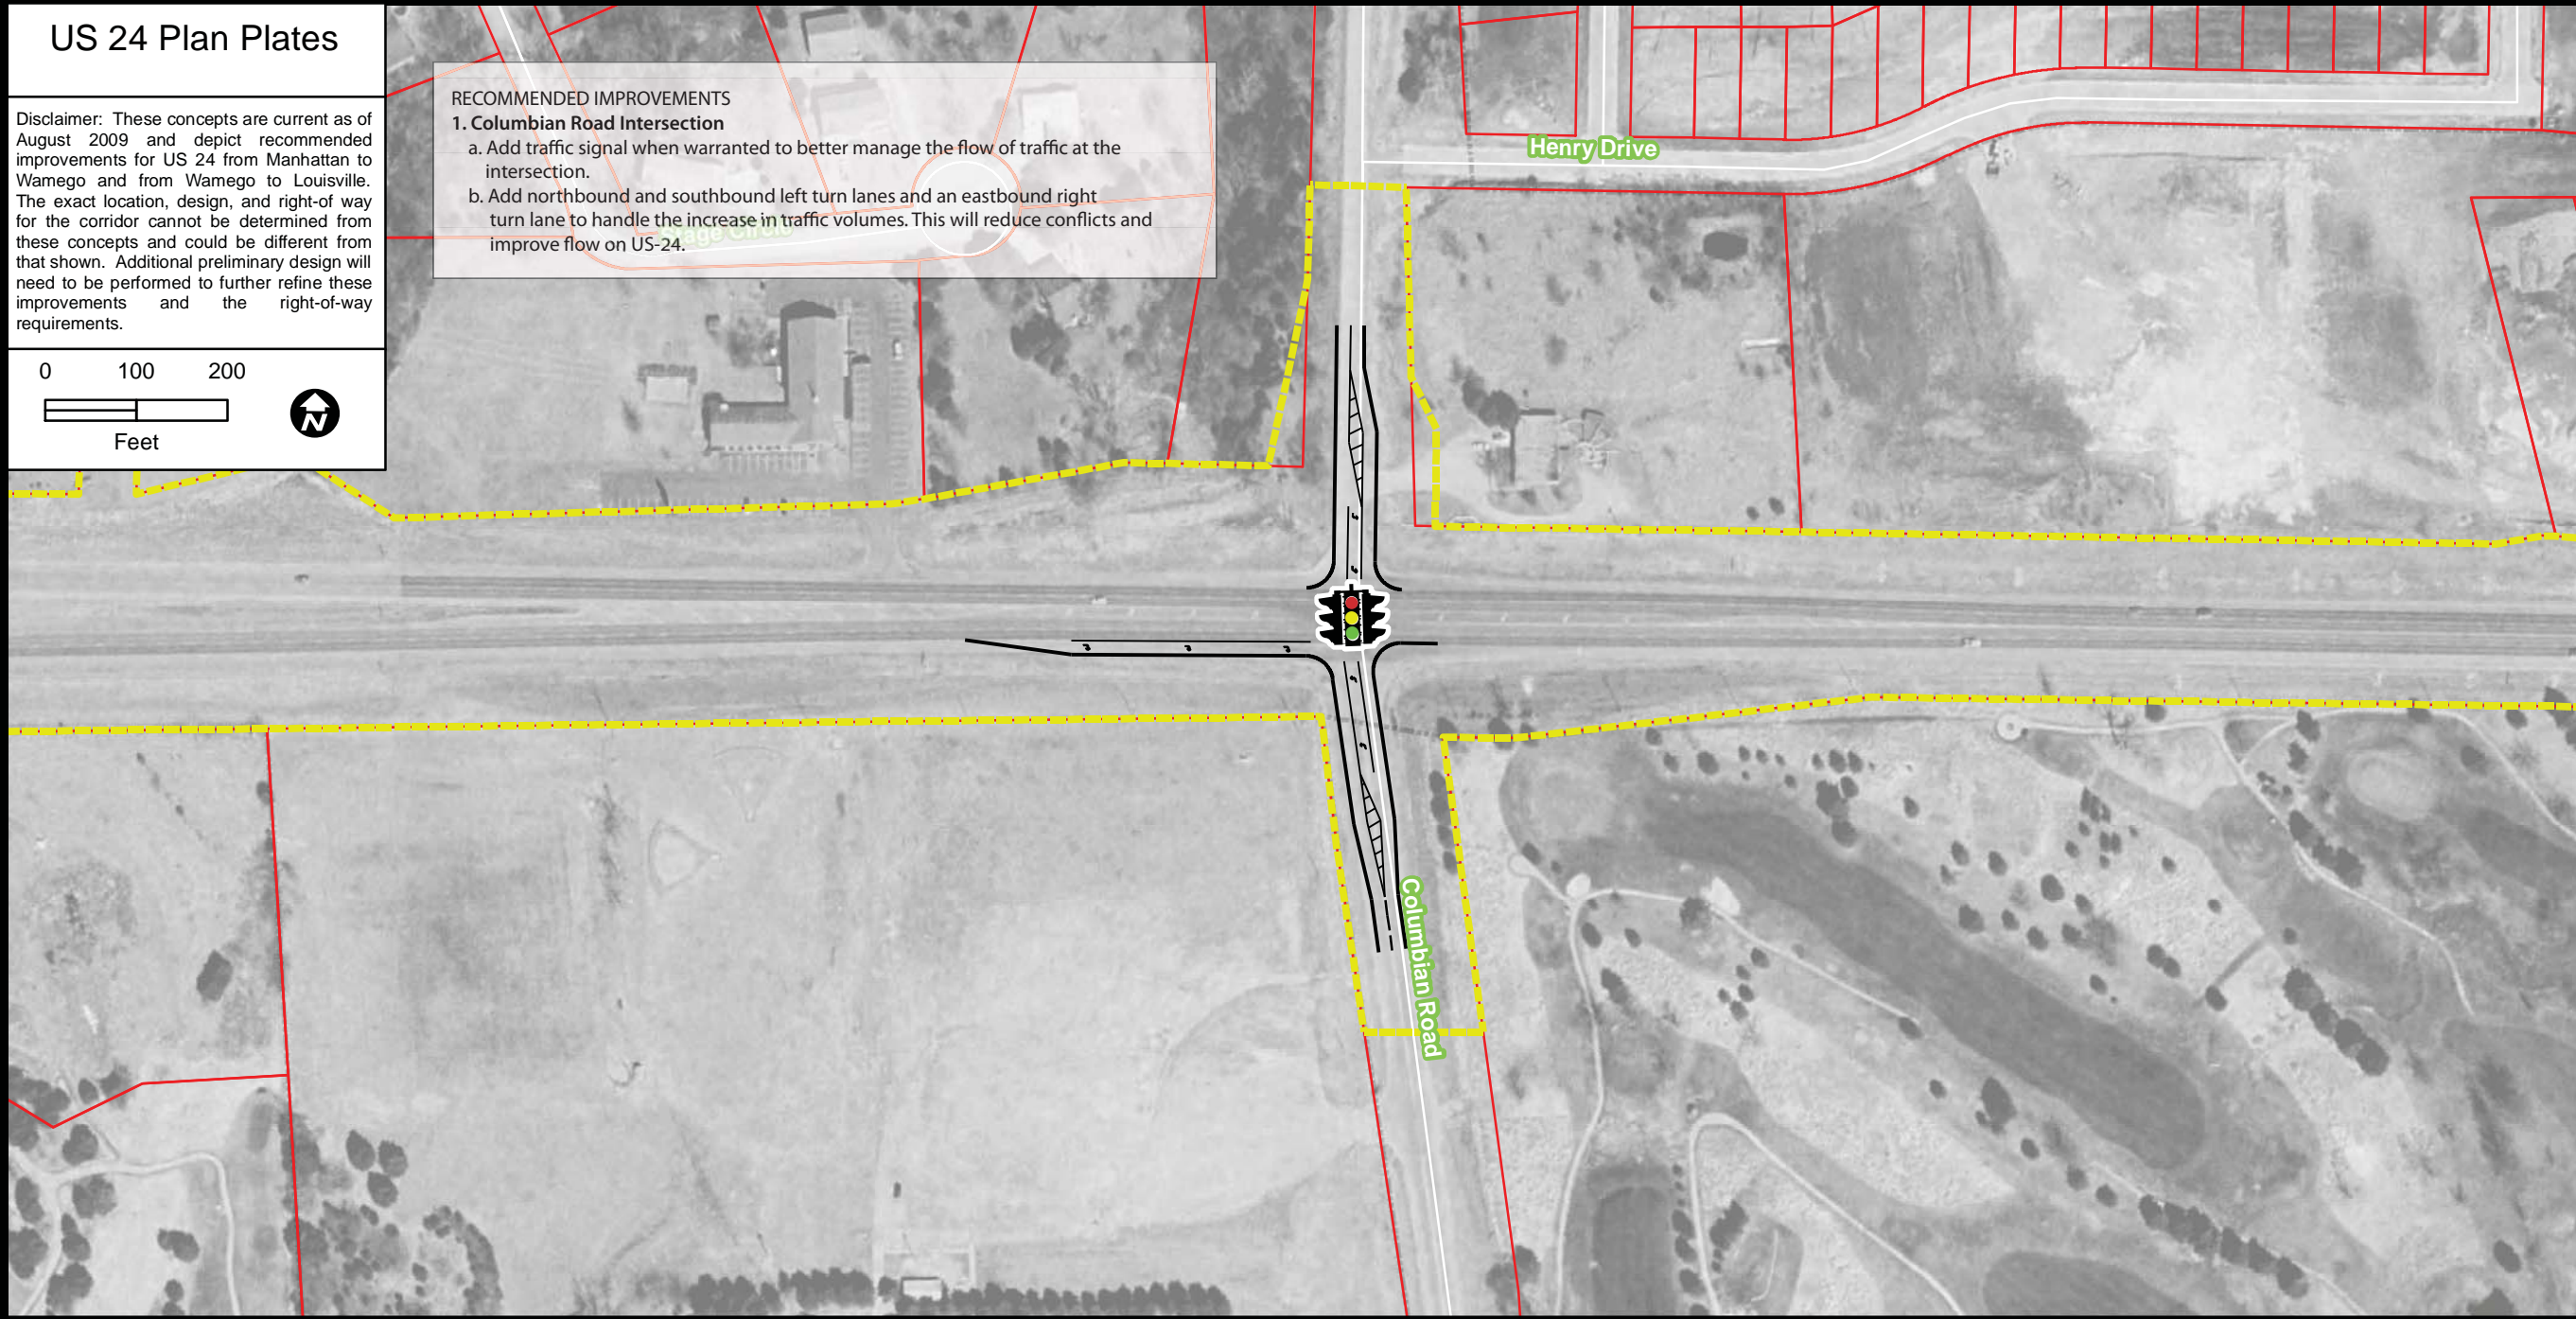 US 24 Plan Plates
Disclaimer: These concepts are current as of
August 2009 and depict recommended
improvements for US 24 from Manhattan to
Wamego and from Wamego to Louisville.
The exact location, design, and right-of way
for the corridor cannot be determined from
these concepts and could be different from
that shown. Additional preliminary design will
need to be performed to further refine these
improvements and the right-of-way
requirements.
0 100 200
Feet
N
RECOMMENDED IMPROVEMENTS
1. Columbian Road Intersection
a. Add traffic signal when warranted to better manage the flow of traffic at the
intersection.
b. Add northbound and southbound left turn lanes and an eastbound right
turn lane to handle the increase in traffic volumes. This will reduce conflicts and
improve flow on US-24.
Stage Circle
Henry Drive
Columbian Road